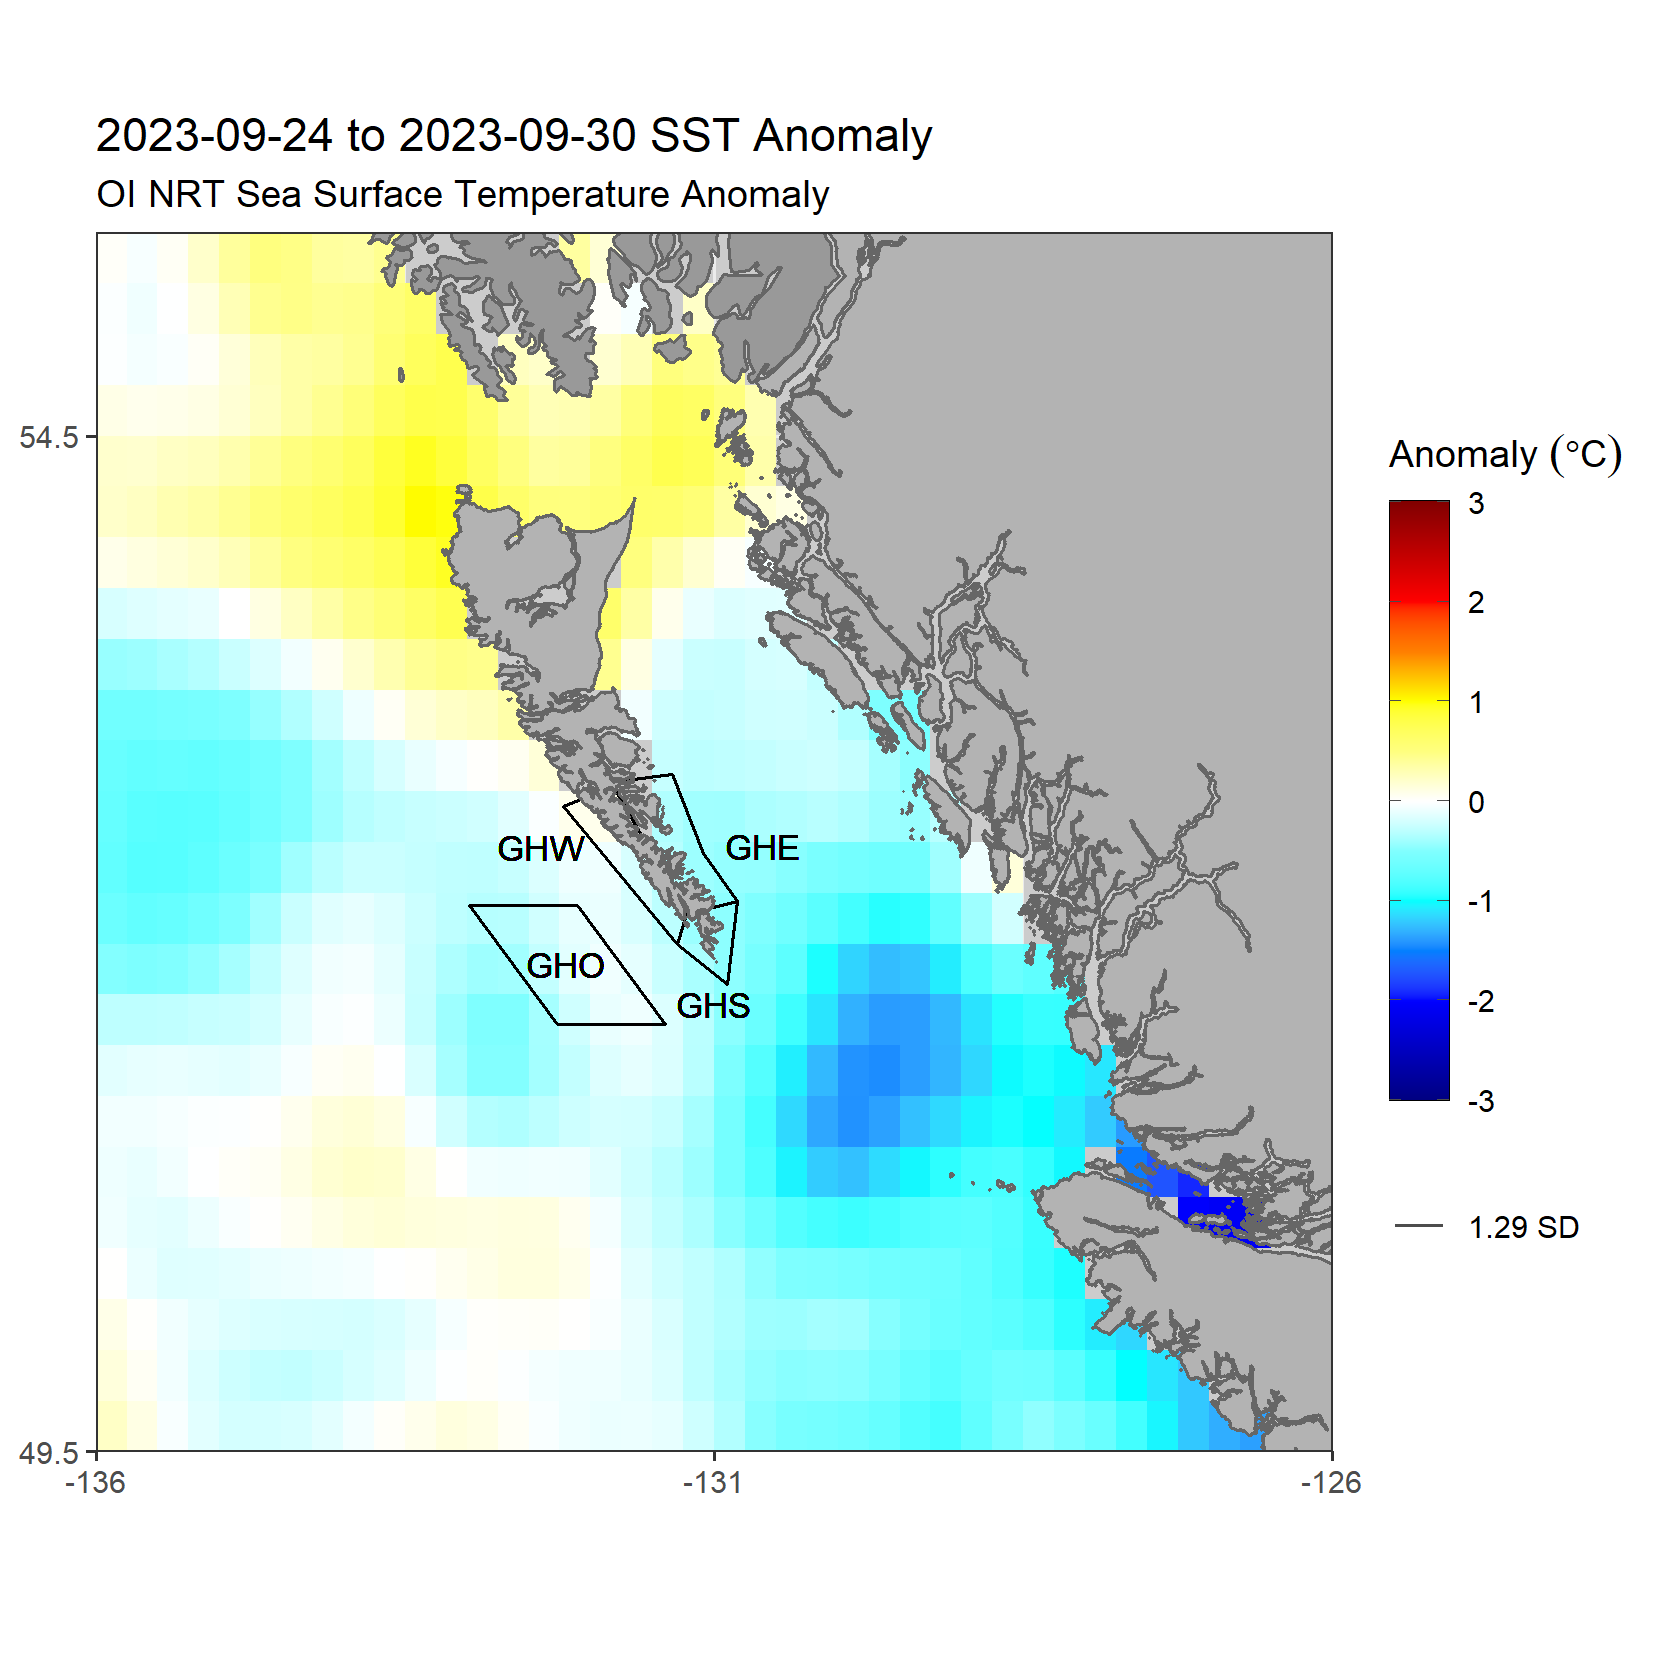 2023-09-24 to 2023-09-30 SST Anomaly
OI NRT Sea Surface Temperature Anomaly
54.5
49.5
-136
-131
-126
GHW
GHE
GHO
GHS
Anomaly (°C)
3
2
1
0
-1
-2
-3
1.29 SD